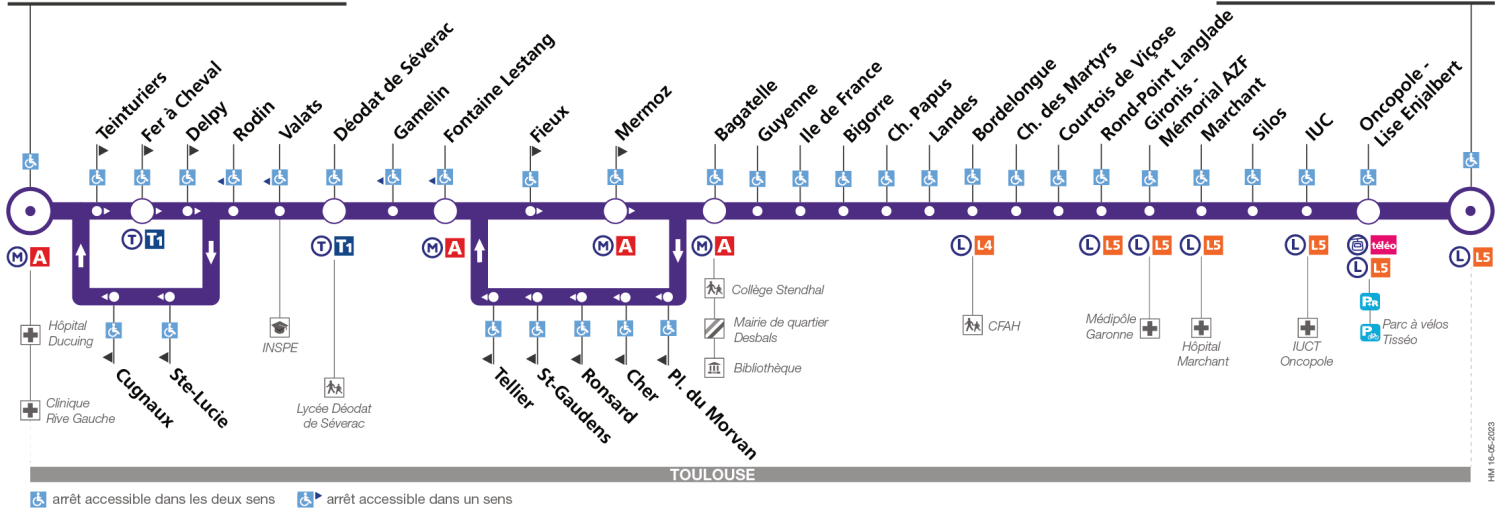 Teinturiers
Fer à Cheval
Delpy
Rodin
Valats
Déodat de Séverac
Gamelin
Fontaine Lestang
Fieux
Mermoz
Bagatelle
Guyenne
Ile de France
Bigorre
Ch. Papus
Landes
Bordelongue
Ch. des Martyrs
Courtois de Viçose
Rond-Point Langlade
Gironis -
Mémorial AZF
Marchant
Silos
IUC
Oncopole -
Lise Enjalbert
M A
T T1
T T1
M A
M A
M A
L L4
L L5
L L5
L L5
L L5
téléo
L L5
L L5
Hôpital
Ducuing
Clinique
Rive Gauche
Cugnaux
Ste-Lucie
INSPE
Lycée Déodat
de Séverac
Tellier
St-Gaudens
Ronsard
Cher
Pl. du Morvan
Collège Stendhal
Mairie de quartier
Desbals
Bibliothèque
CFAH
Médipôle
Garonne
Hôpital
Marchant
IUCT
Oncopole
P+R
P
Parc à vélos
Tisséo
TOULOUSE
HM 16-05-2023
arrêt accessible dans les deux sens
arrêt accessible dans un sens